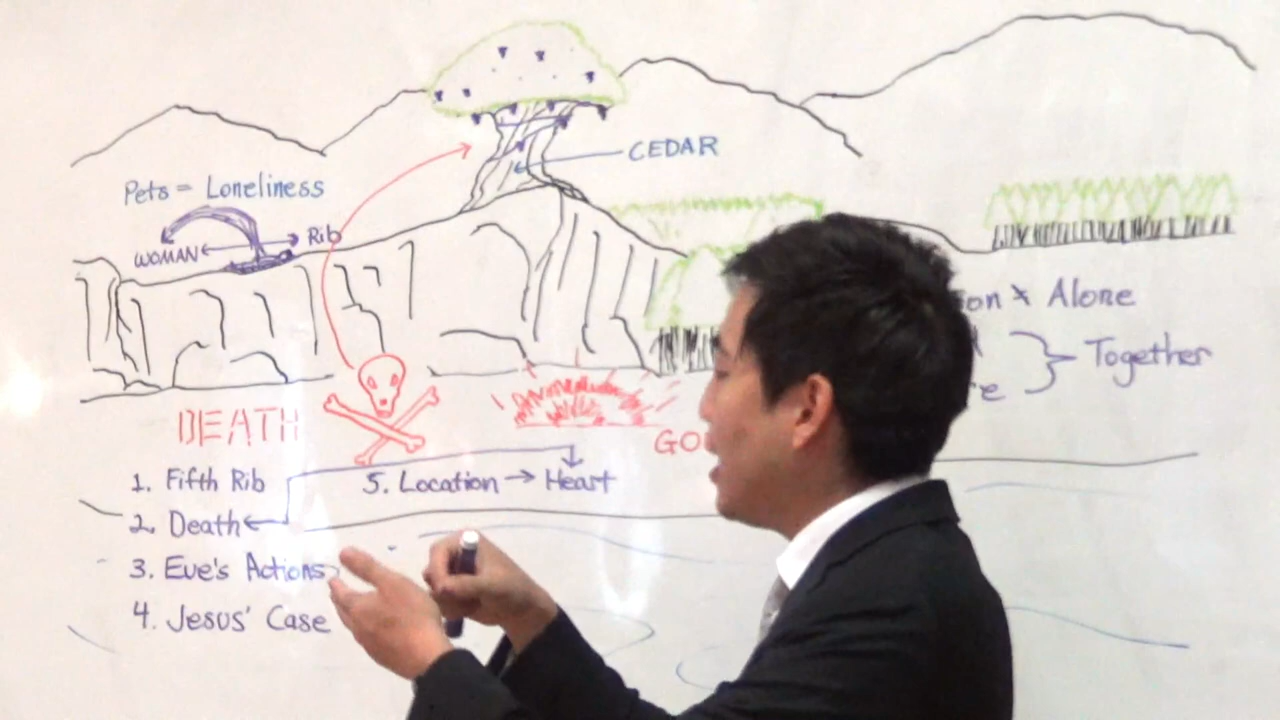 CEDAR
Pets = Loneliness
WOMAN
Rib
Alone
Together
DEATH
1. Fifth Rib
5. Location → Heart
2. Death
3. Eve's Actions
4. Jesus' Case